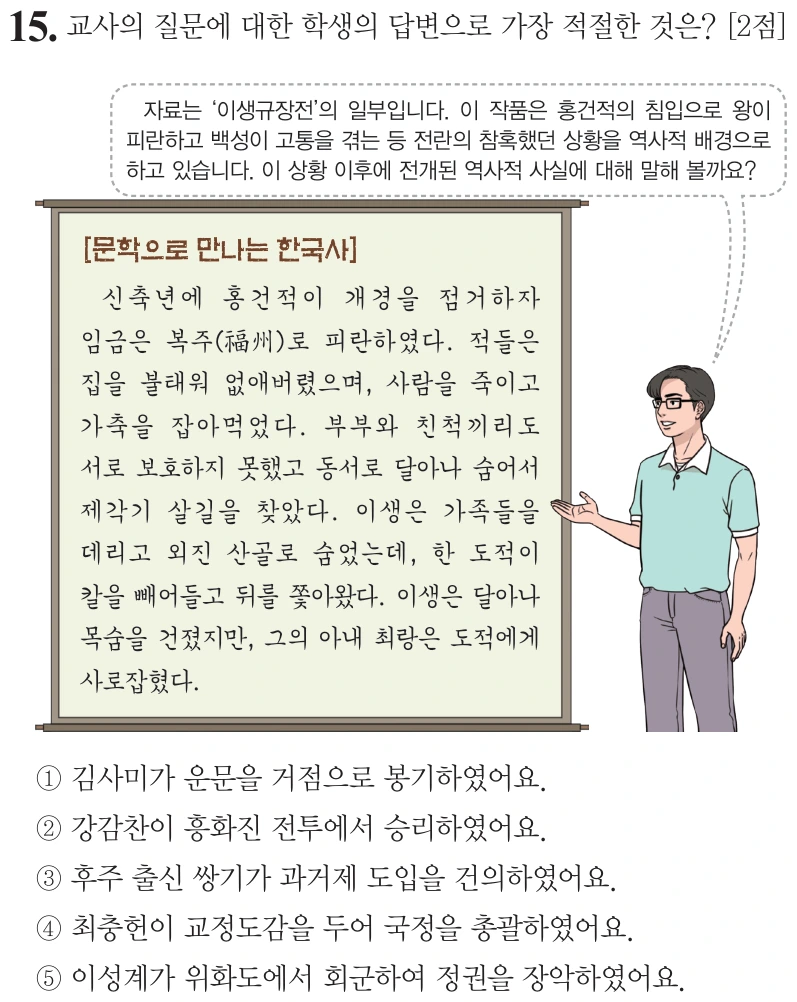 15. 교사의 질문에 대한 학생의 답변으로 가장 적절한 것은? [2점]
자료는 ‘이생규장전’의 일부입니다. 이 작품은 홍건적의 침입으로 왕이
피란하고 백성이 고통을 겪는 등 전란의 참혹했던 상황을 역사적 배경으로
하고 있습니다. 이 상황 이후에 전개된 역사적 사실에 대해 말해 볼까요?
[문학으로 만나는 한국사]
신축년에 홍건적이 개경을 점거하자
임금은 복주(福州)로 피란하였다. 적들은
집을 불태워 없애버렸으며, 사람을 죽이고
가축을 잡아먹었다. 부부와 친척끼리도
서로 보호하지 못했고 동서로 달아나 숨어서
제각기 살길을 찾았다. 이생은 가족들을
데리고 외진 산골로 숨었는데, 한 도적이
칼을 빼어들고 뒤를 쫓아왔다. 이생은 달아나
목숨을 건졌지만, 그의 아내 최랑은 도적에게
사로잡혔다.
① 김사미가 운문을 거점으로 봉기하였어요.
② 강감찬이 흥화진 전투에서 승리하였어요.
③ 후주 출신 쌍기가 과거제 도입을 건의하였어요.
④ 최충헌이 교정도감을 두어 국정을 총괄하였어요.
⑤ 이성계가 위화도에서 회군하여 정권을 장악하였어요.